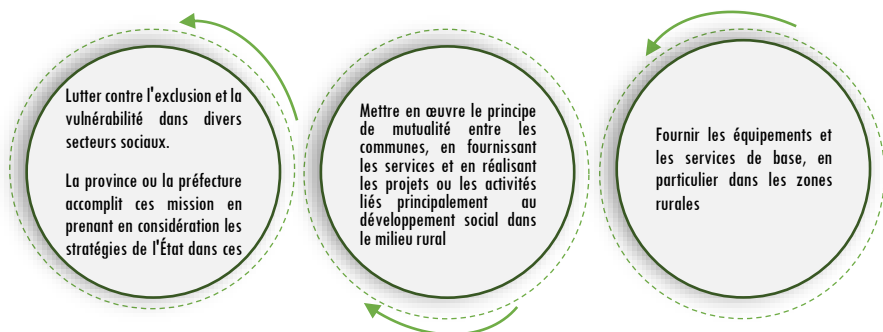 Lutter contre l'exclusion et la
vulnérabilité dans divers
secteurs sociaux.
La province ou la préfecture
accomplit ces mission en
prenant en considération les
stratégies de l'État dans ces
Mettre en œuvre le principe
de mutualité entre les
communes, en fournissant
les services et en réalisant
les projets ou les activités
liés principalement au
développement social dans
le milieu rural
Fournir les équipements et
les services de base, en
particulier dans les zones
rurales